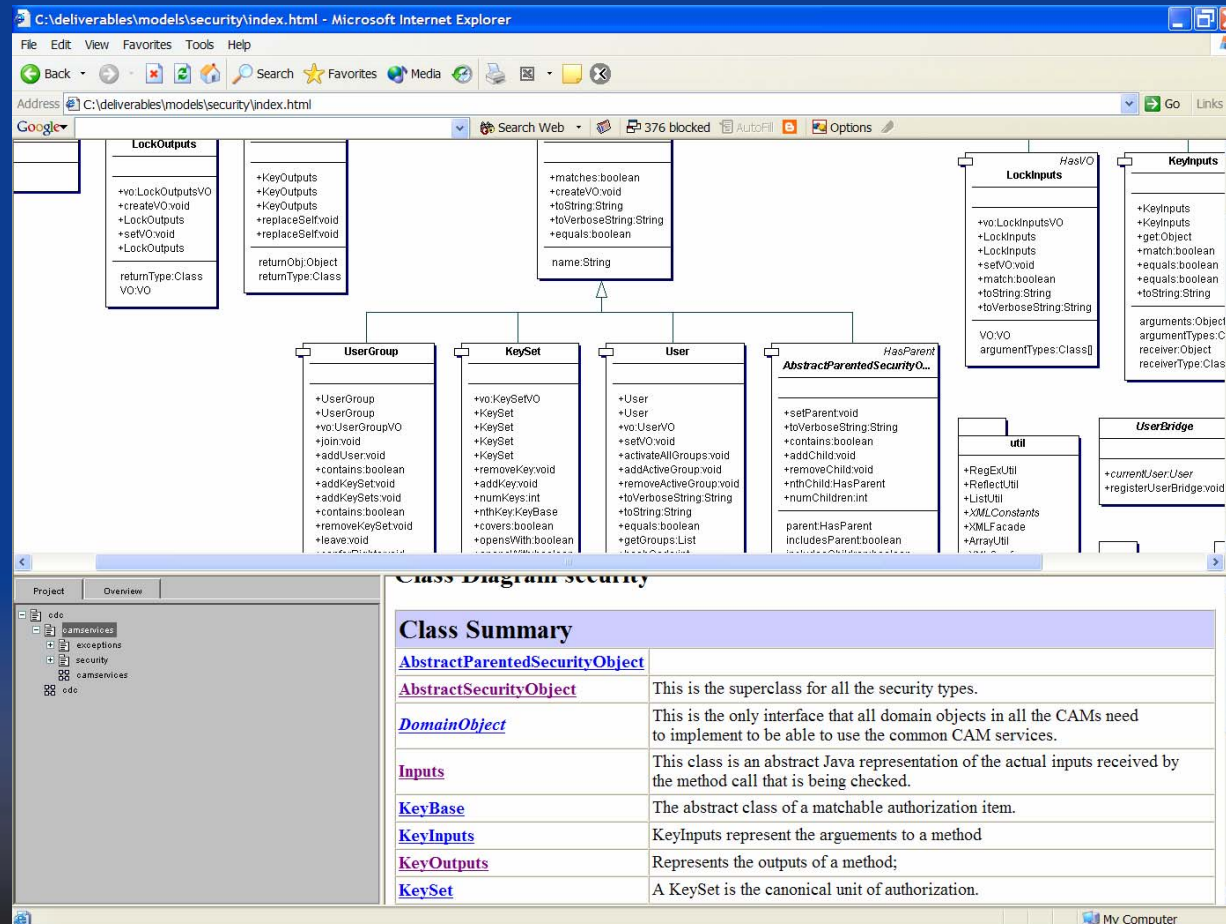 C:\deliverables\models\security\index.html - Microsoft Internet Explorer
File Edit View Favorites Tools Help
Back Search Favorites Media
Address C:\deliverables\models\security\index.html Go Links
Google Search Web 376 blocked AutoFill Options
LockOutputs
+vo:LockOutputsVO
+createVO:void
+LockOutputs
+setVO:void
+LockOutputs
returnType:Class
VO:VO
+KeyOutputs
+KeyOutputs
+KeyOutputs
+replaceSelf:void
+replaceSelf:void
returnObj:Object
returnType:Class
+matches:boolean
+createVO:void
+toString:String
+toVerboseString:String
+equals:boolean
name:String
HasVO
LockInputs
+vo:LockInputsVO
+LockInputs
+LockInputs
+setVO:void
+match:boolean
+toString:String
+toVerboseString:String
VO:VO
argumentTypes:Class[]
KeyInputs
+KeyInputs
+KeyInputs
+get:Object
+match:boolean
+equals:boolean
+equals:boolean
+toString:String
arguments:Object
argumentTypes:C
receiver:Object
receiverType:Clas
UserGroup
+UserGroup
+UserGroup
+vo:UserGroupVO
+join:void
+addUser:void
+contains:boolean
+addKeySet:void
+addKeySets:void
+contains:boolean
+removeKeySet:void
+leave:void
KeySet
+vo:KeySetVO
+KeySet
+KeySet
+KeySet
+KeySet
+removeKey:void
+addKey:void
+numKeys:int
+nthKey:KeyBase
+covers:boolean
+opensWith:boolean
User
+User
+User
+vo:UserVO
+setVO:void
+activateAllGroups:void
+addActiveGroup:void
+removeActiveGroup:void
+toVerboseString:String
+toString:String
+equals:boolean
+getGroups:List
HasParent
AbstractParentedSecurityO...
+setParent:void
+toVerboseString:String
+contains:boolean
+addChild:void
+removeChild:void
+nthChild:HasParent
+numChildren:int
parent:HasParent
includesParent:boolean
util
+RegExUtil
+ReflectUtil
+ListUtil
+XMLConstants
+XMLFacade
+ArrayUtil
UserBridge
+currentUser:User
+registerUserBridge:void
Project Overview
cdc
camservices
exceptions
security
camservices
cdc
Class Diagram security
Class Summary
AbstractParentedSecurityObject
AbstractSecurityObject This is the superclass for all the security types.
DomainObject This is the only interface that all domain objects in all the CAMs need
to implement to be able to use the common CAM services.
Inputs This class is an abstract Java representation of the actual inputs received by
the method call that is being checked.
KeyBase The abstract class of a matchable authorization item.
KeyInputs KeyInputs represent the arguements to a method
KeyOutputs Represents the outputs of a method;
KeySet A KeySet is the canonical unit of authorization.
My Computer